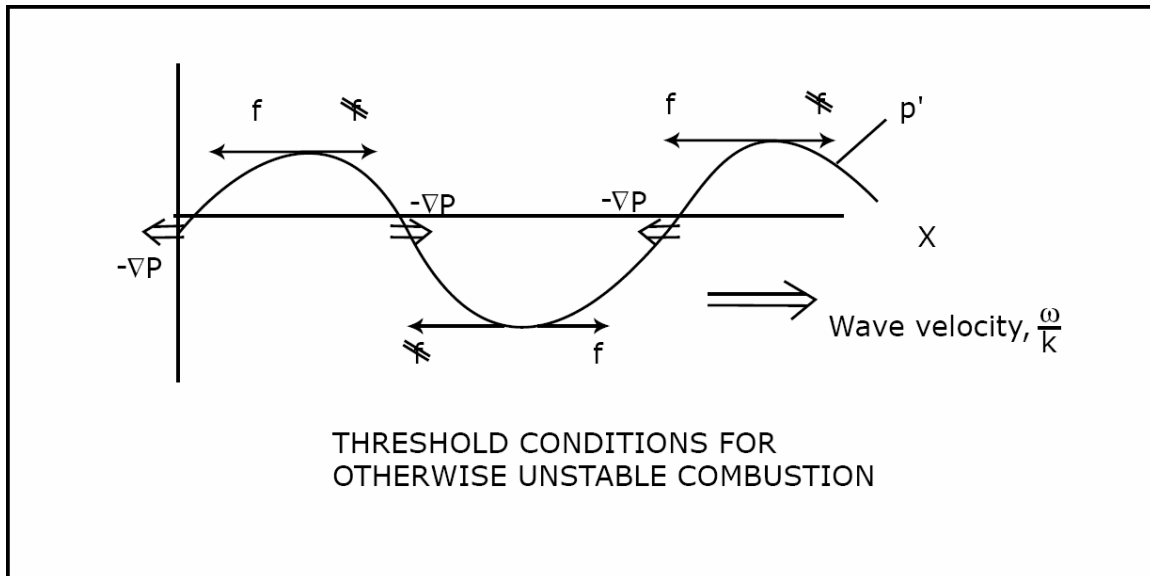 f f f f
p'
-∇P -∇P
X
-∇P
Wave velocity, ω/k
f f
THRESHOLD CONDITIONS FOR
OTHERWISE UNSTABLE COMBUSTION